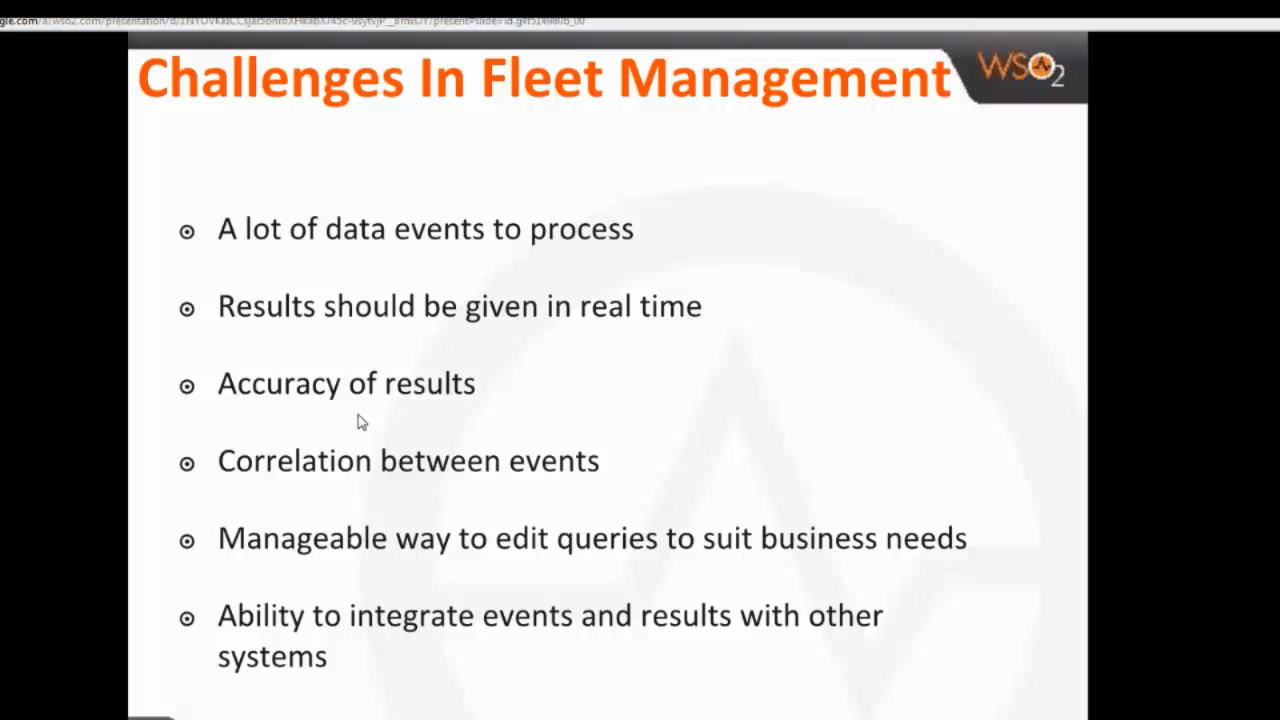 Challenges In Fleet Management
WSO2
A lot of data events to process
Results should be given in real time
Accuracy of results
Correlation between events
Manageable way to edit queries to suit business needs
Ability to integrate events and results with other
systems